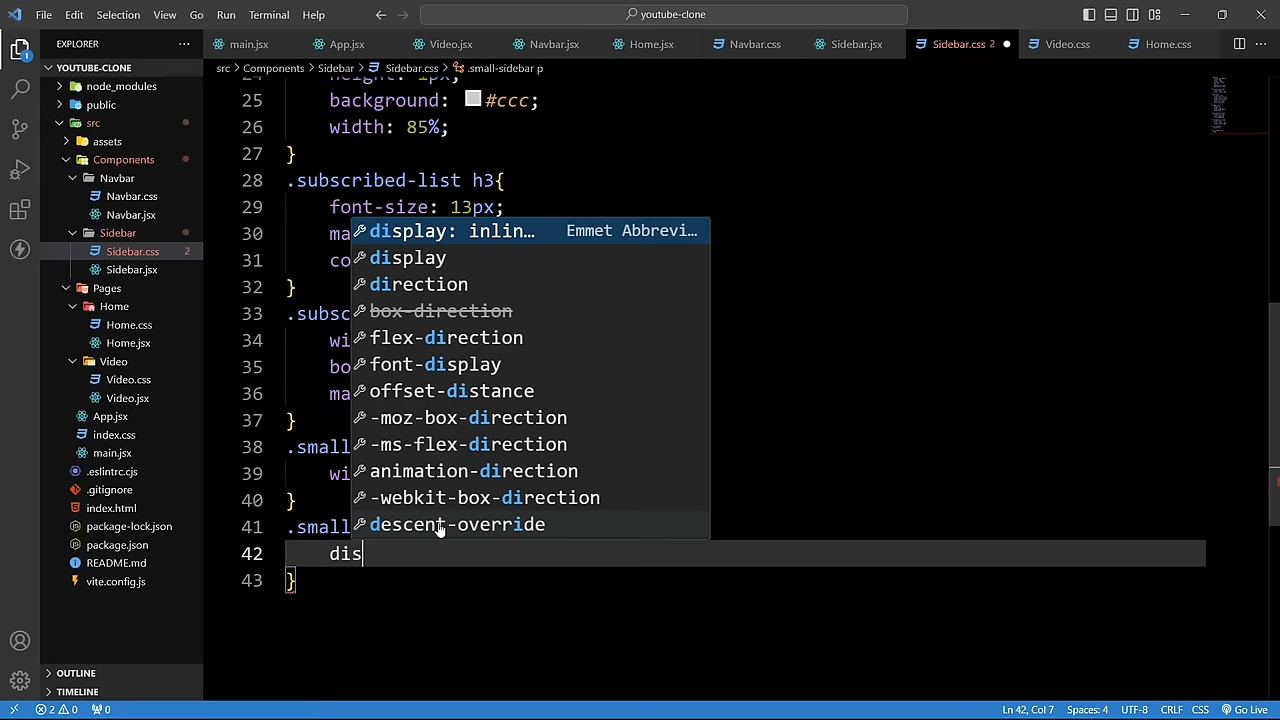 File Edit Selection View Go Run Terminal Help
youtube-clone
EXPLORER
main.jsx App.jsx Video.jsx Navbar.jsx Home.jsx Navbar.css Sidebar.jsx Sidebar.css 2 Video.css Home.css
YOUTUBE-CLONE
src > Components > Sidebar > Sidebar.css > .small-sidebar p
node_modules
public
src
assets
Components
Navbar
Navbar.css
Navbar.jsx
Sidebar
Sidebar.css 2
Sidebar.jsx
Pages
Home
Home.css
Home.jsx
Video
Video.css
Video.jsx
App.jsx
index.css
main.jsx
.eslintrc.cjs
.gitignore
index.html
package-lock.json
package.json
README.md
vite.config.js
OUTLINE
TIMELINE
24 height: 1px;
25 background: #ccc;
26 width: 85%;
27 }
28 .subscribed-list h3{
29 font-size: 13px;
30 ma
31 co
32 }
33 .subsc
34 wi
35 bo
36 ma
37 }
38 .small
39 wi
40 }
41 .small
42 dis
43 }
display: inlin… Emmet Abbrevi…
display
direction
box-direction
flex-direction
font-display
offset-distance
-moz-box-direction
-ms-flex-direction
animation-direction
-webkit-box-direction
descent-override
1
2 0 0 Ln 42, Col 7 Spaces: 4 UTF-8 CRLF CSS Go Live